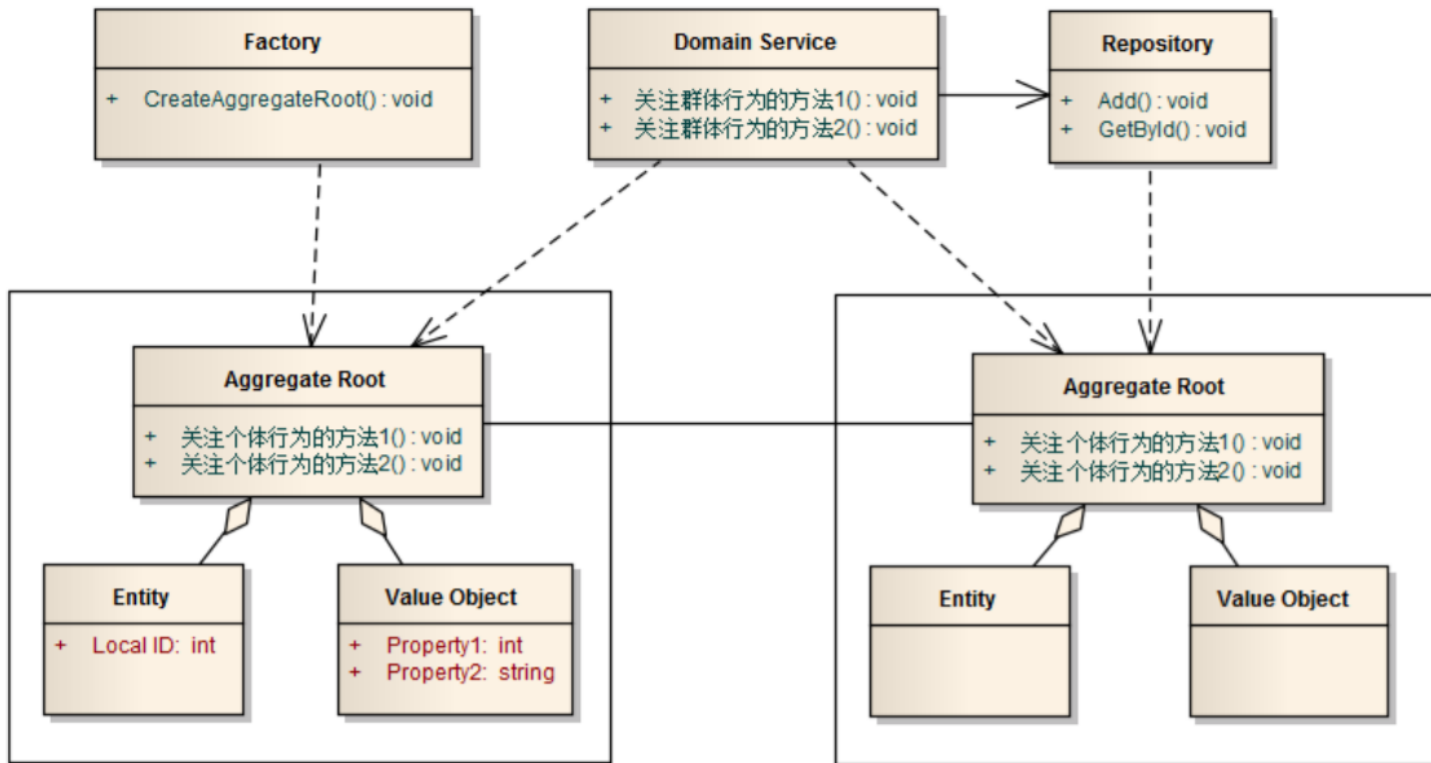 Factory
+ CreateAggregateRoot() : void
Domain Service
+ 关注群体行为的方法1() : void
+ 关注群体行为的方法2() : void
Repository
+ Add() : void
+ GetById() : void
Aggregate Root
+ 关注个体行为的方法1() : void
+ 关注个体行为的方法2() : void
Aggregate Root
+ 关注个体行为的方法1() : void
+ 关注个体行为的方法2() : void
Entity
+ Local ID: int
Value Object
+ Property1: int
+ Property2: string
Entity
Value Object